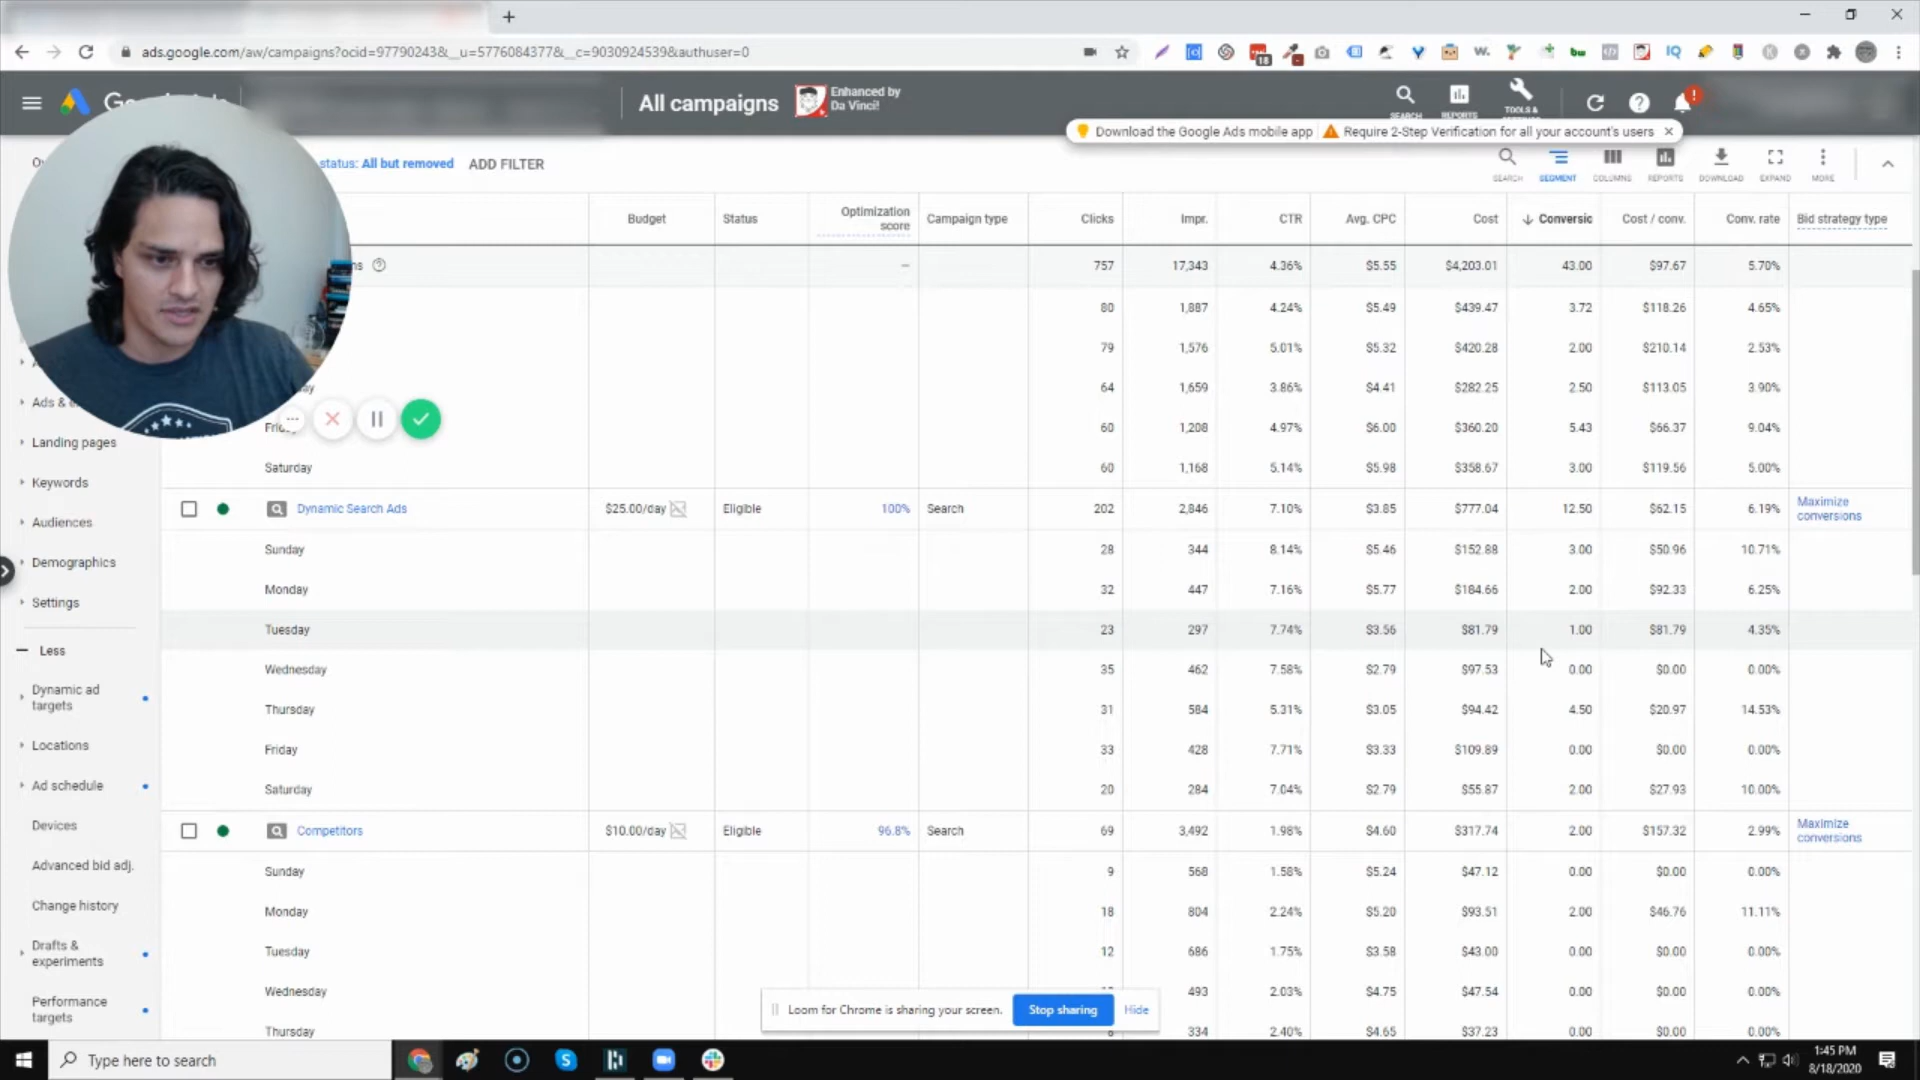 ads.google.com/aw/campaigns?ocid=97790243&__u=5776084377&__c=9030924539&authuser=0
18
IQ
All campaigns
Enhanced by
Da Vinci!
SEARCH
REPORTS
TOOLS &
Download the Google Ads mobile app
Require 2-Step Verification for all your account's users
status: All but removed
ADD FILTER
SEARCH SEGMENT COLUMNS REPORTS DOWNLOAD EXPAND MORE
Budget Status Optimization score Campaign type Clicks Impr. CTR Avg. CPC Cost Conversic Cost / conv. Conv. rate Bid strategy type
– 757 17,343 4.36% $5.55 $4,203.01 43.00 $97.67 5.70%
80 1,887 4.24% $5.49 $439.47 3.72 $118.26 4.65%
79 1,576 5.01% $5.32 $420.28 2.00 $210.14 2.53%
64 1,659 3.86% $4.41 $282.25 2.50 $113.05 3.90%
60 1,208 4.97% $6.00 $360.20 5.43 $66.37 9.04%
Saturday 60 1,168 5.14% $5.98 $358.67 3.00 $119.56 5.00%
Dynamic Search Ads $25.00/day Eligible 100% Search 202 2,846 7.10% $3.85 $777.04 12.50 $62.15 6.19% Maximize conversions
Sunday 28 344 8.14% $5.46 $152.88 3.00 $50.96 10.71%
Monday 32 447 7.16% $5.77 $184.66 2.00 $92.33 6.25%
Tuesday 23 297 7.74% $3.56 $81.79 1.00 $81.79 4.35%
Wednesday 35 462 7.58% $2.79 $97.53 0.00 $0.00 0.00%
Thursday 31 584 5.31% $3.05 $94.42 4.50 $20.97 14.53%
Friday 33 428 7.71% $3.33 $109.89 0.00 $0.00 0.00%
Saturday 20 284 7.04% $2.79 $55.87 2.00 $27.93 10.00%
Competitors $10.00/day Eligible 96.8% Search 69 3,492 1.98% $4.60 $317.74 2.00 $157.32 2.99% Maximize conversions
Sunday 9 568 1.58% $5.24 $47.12 0.00 $0.00 0.00%
Monday 18 804 2.24% $5.20 $93.51 2.00 $46.76 11.11%
Tuesday 12 686 1.75% $3.58 $43.00 0.00 $0.00 0.00%
Wednesday 493 2.03% $4.75 $47.54 0.00 $0.00 0.00%
Thursday 334 2.40% $4.65 $37.23 0.00 $0.00 0.00%
Ads &
Landing pages
Keywords
Audiences
Demographics
Settings
Less
Dynamic ad
targets
Locations
Ad schedule
Devices
Advanced bid adj.
Change history
Drafts &
experiments
Performance
targets
Loom for Chrome is sharing your screen.
Stop sharing
Hide
Type here to search
1:45 PM
8/18/2020